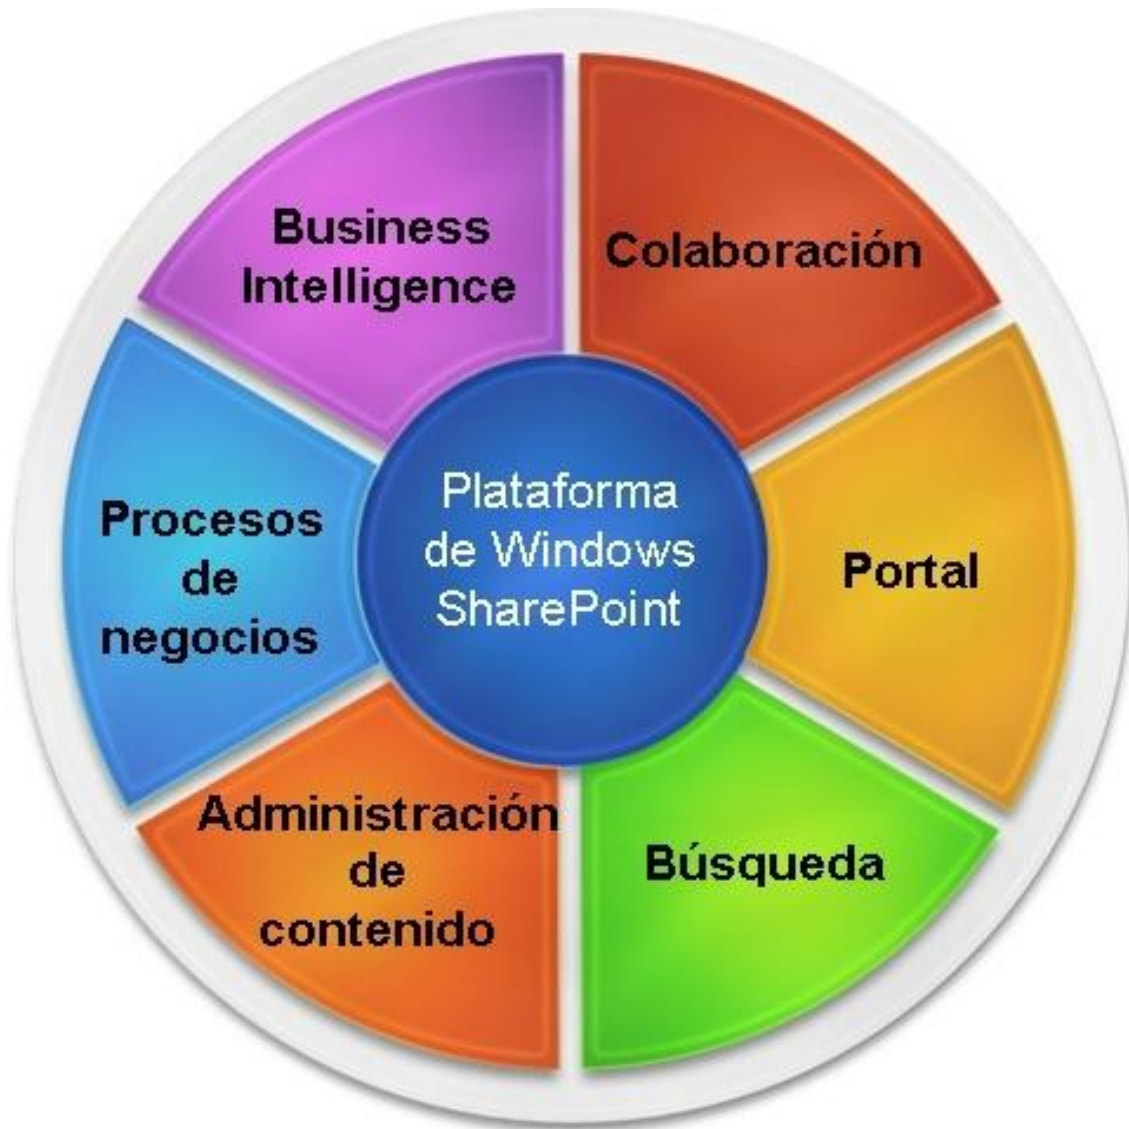 Business
Intelligence
Colaboración
Procesos
de
negocios
Plataforma
de Windows
SharePoint
Portal
Administración
de
contenido
Búsqueda